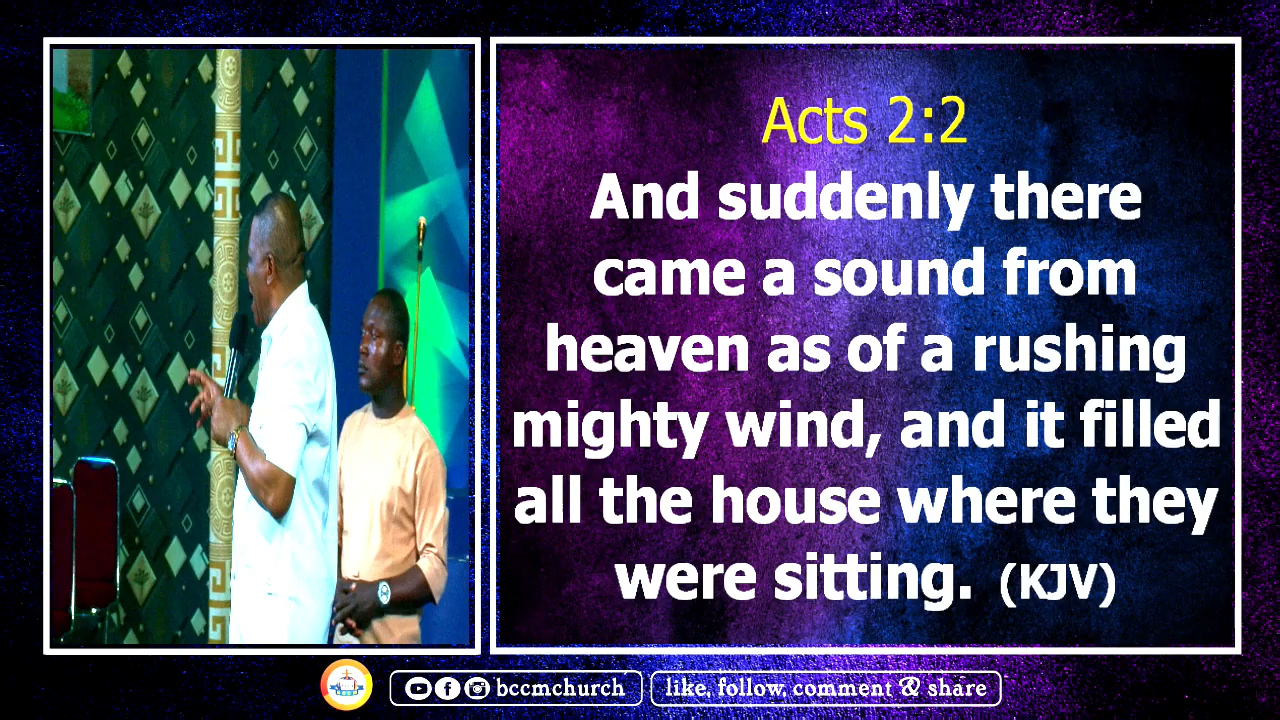 Acts 2:2
And suddenly there
came a sound from
heaven as of a rushing
mighty wind, and it filled
all the house where they
were sitting. (KJV)
bccmchurch
like, follow, comment & share